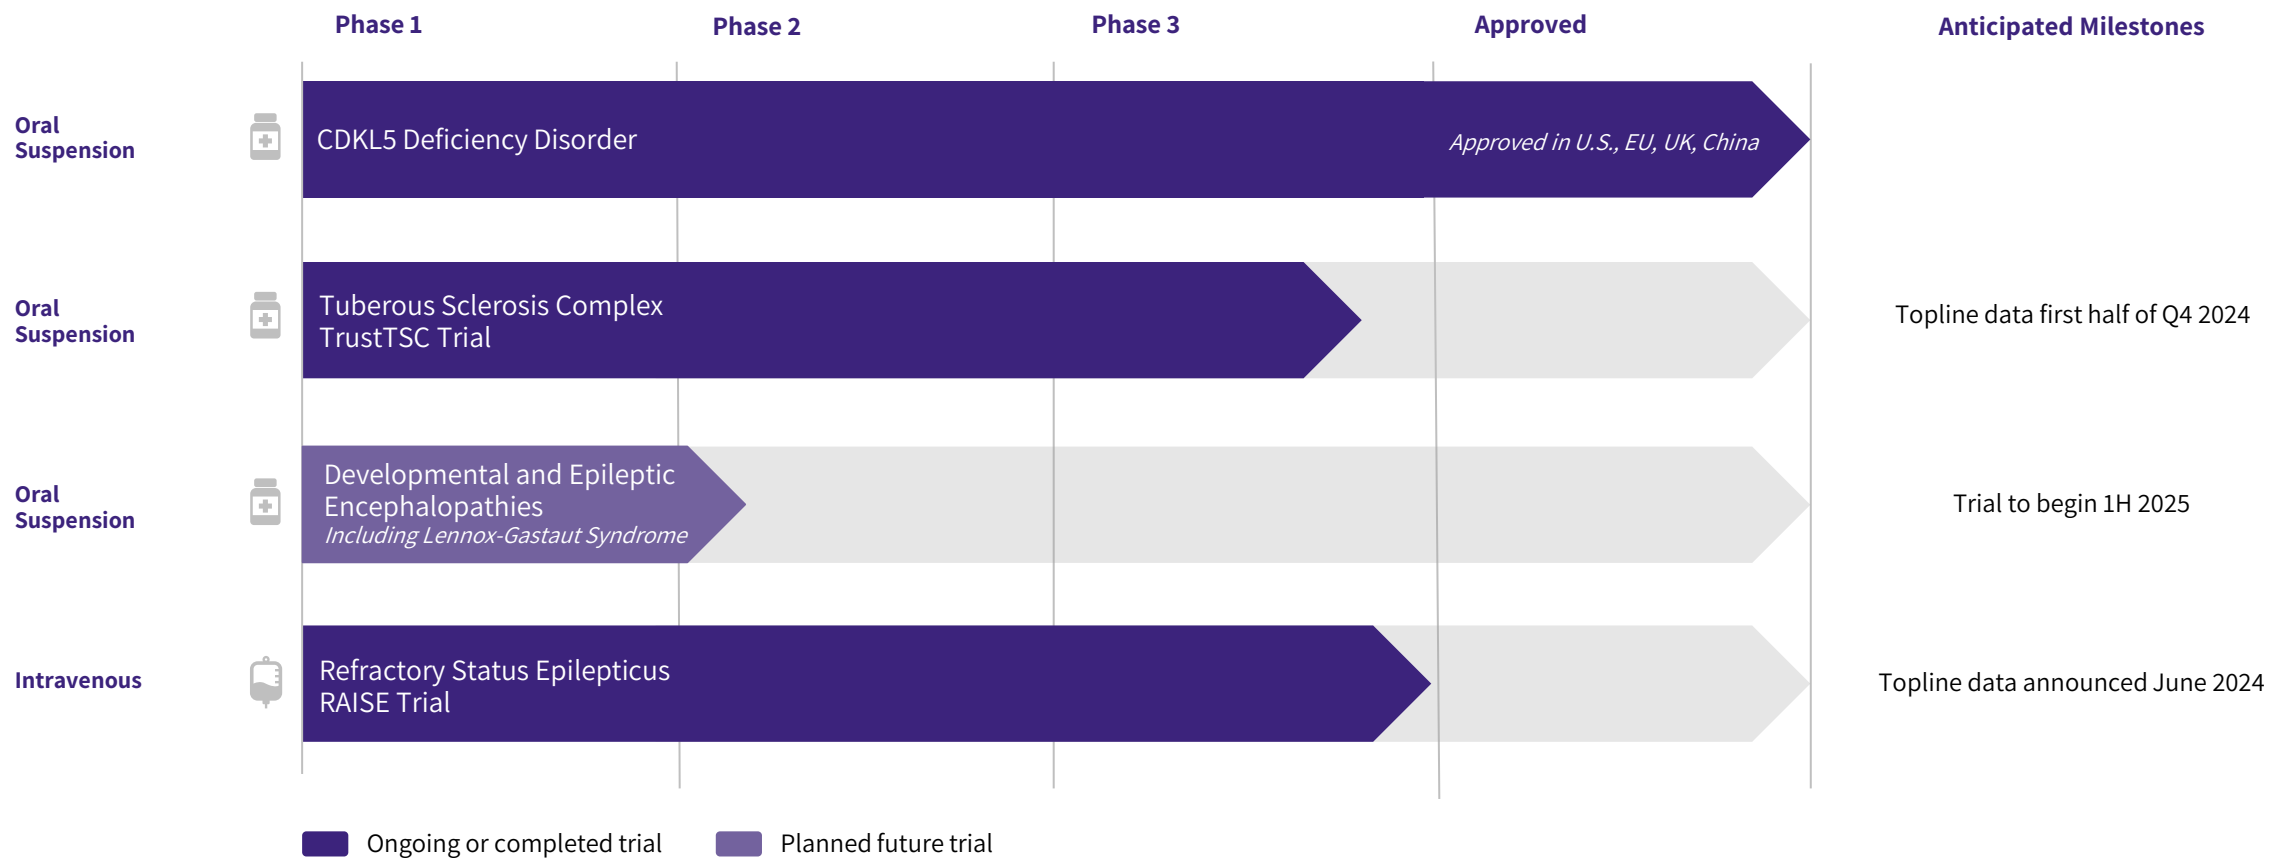 Phase 1
Phase 2
Phase 3
Approved
Anticipated Milestones
Oral
Suspension
CDKL5 Deficiency Disorder
Approved in U.S., EU, UK, China
Oral
Suspension
Tuberous Sclerosis Complex
TrustTSC Trial
Topline data first half of Q4 2024
Oral
Suspension
Developmental and Epileptic
Encephalopathies
Including Lennox-Gastaut Syndrome
Trial to begin 1H 2025
Intravenous
Refractory Status Epilepticus
RAISE Trial
Topline data announced June 2024
Ongoing or completed trial
Planned future trial